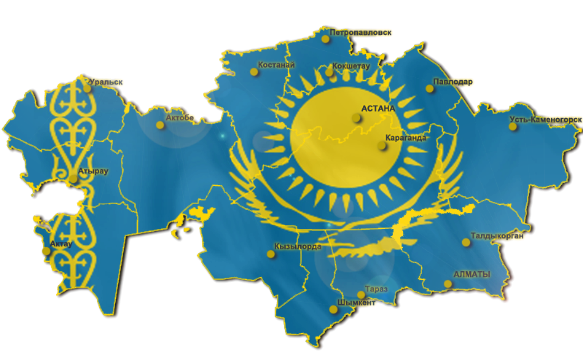 Петропавловск
Костанай
Кокшетау
Уральск
Павлодар
АСТАНА
Актобе
Усть-Каменогорск
Караганда
Атырау
Талдыкорган
Актау
Кызылорда
АЛМАТЫ
Тараз
Шымкент